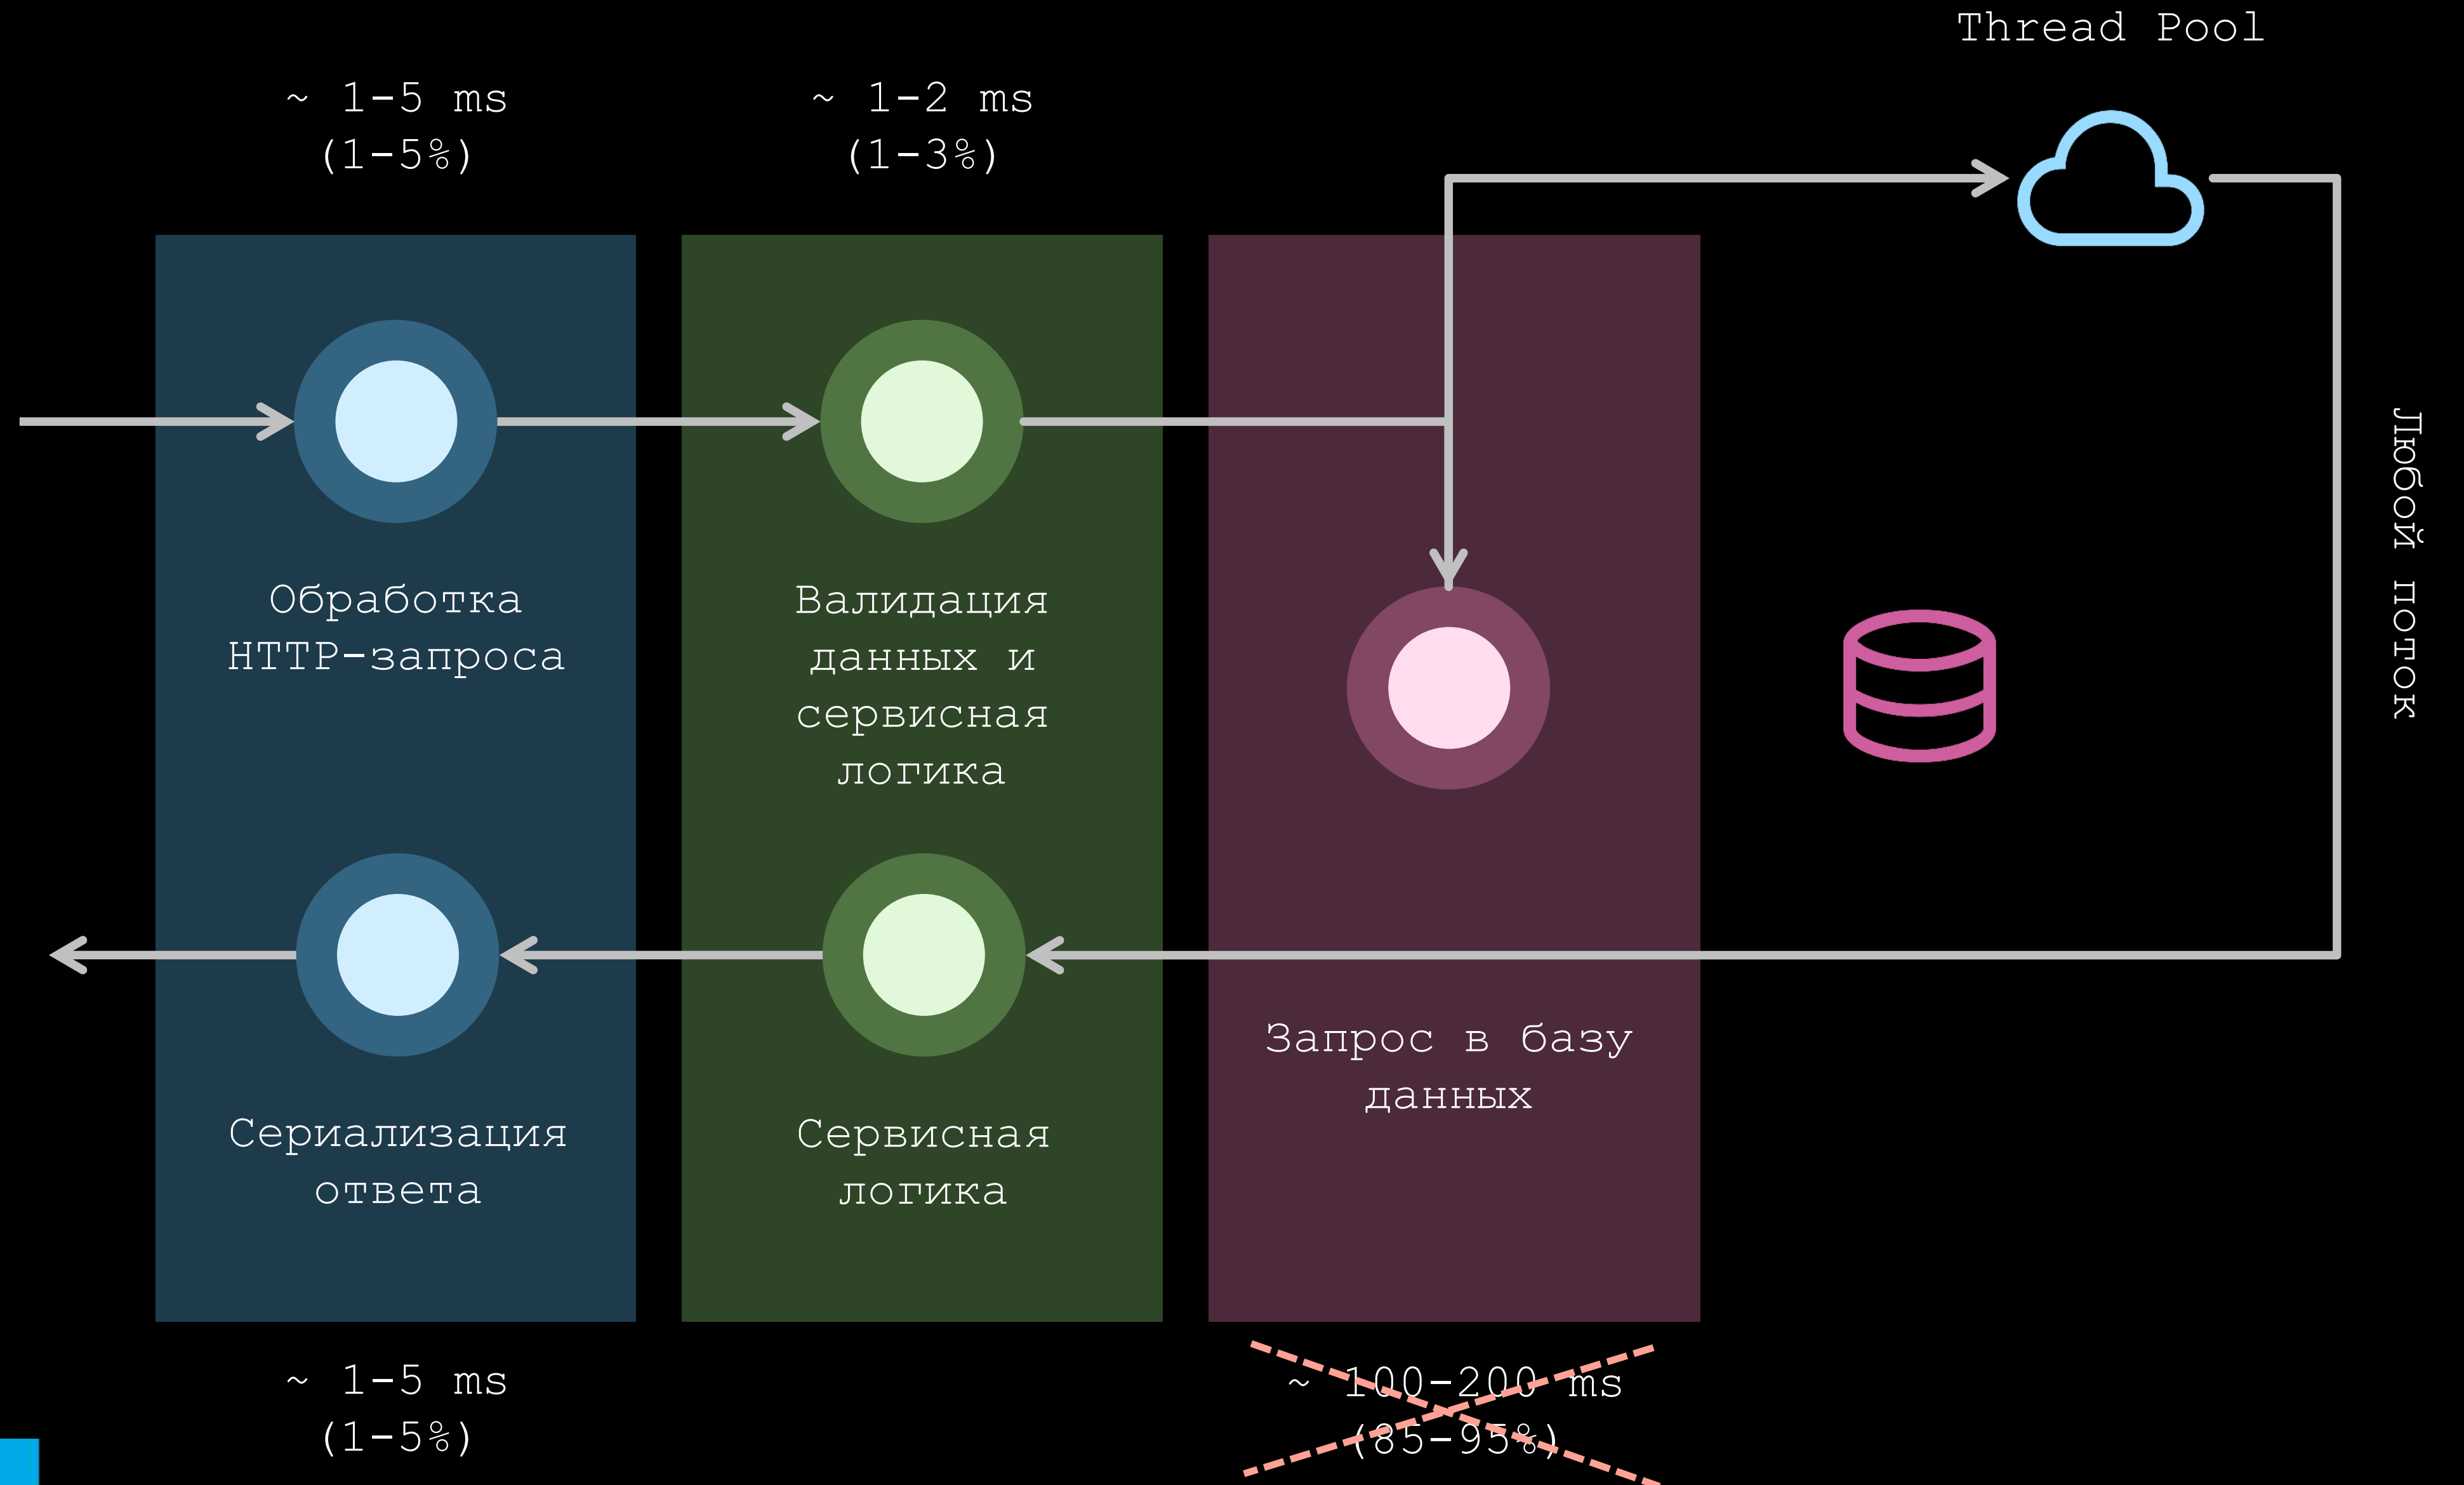 Thread Pool
~ 1-5 ms
(1-5%)
~ 1-2 ms
(1-3%)
Обработка
HTTP-запроса
Валидация
данных и
сервисная
логика
Любой поток
Сериализация
ответа
Сервисная
логика
Запрос в базу
данных
~ 1-5 ms
(1-5%)
~ 100-200 ms
(85-95%)